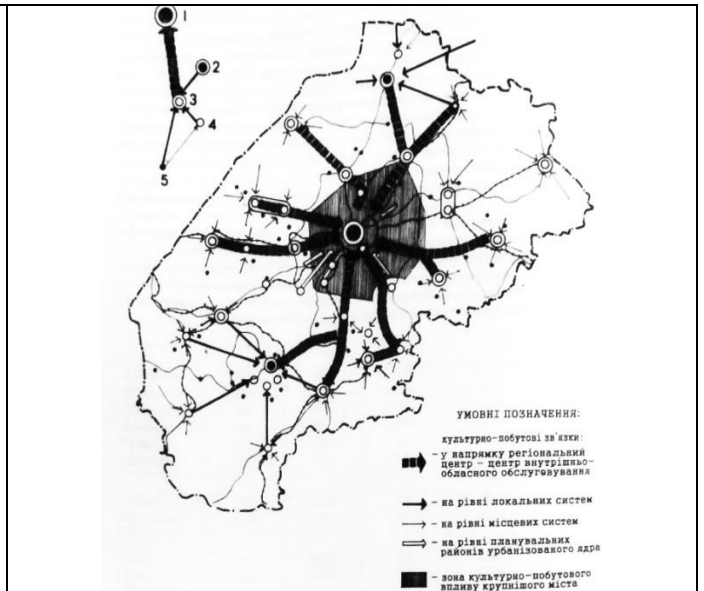 1
2
3
4
5
УМОВНІ ПОЗНАЧЕННЯ:
культурно-побутові зв'язки:
- у напрямку регіональний
центр - центр внутрішньо-
обласного обслуговування
- на рівні локальних систем
- на рівні місцевих систем
- на рівні планувальних
районів урбанізованого ядра
- зона культурно-побутового
впливу крупнішого міста